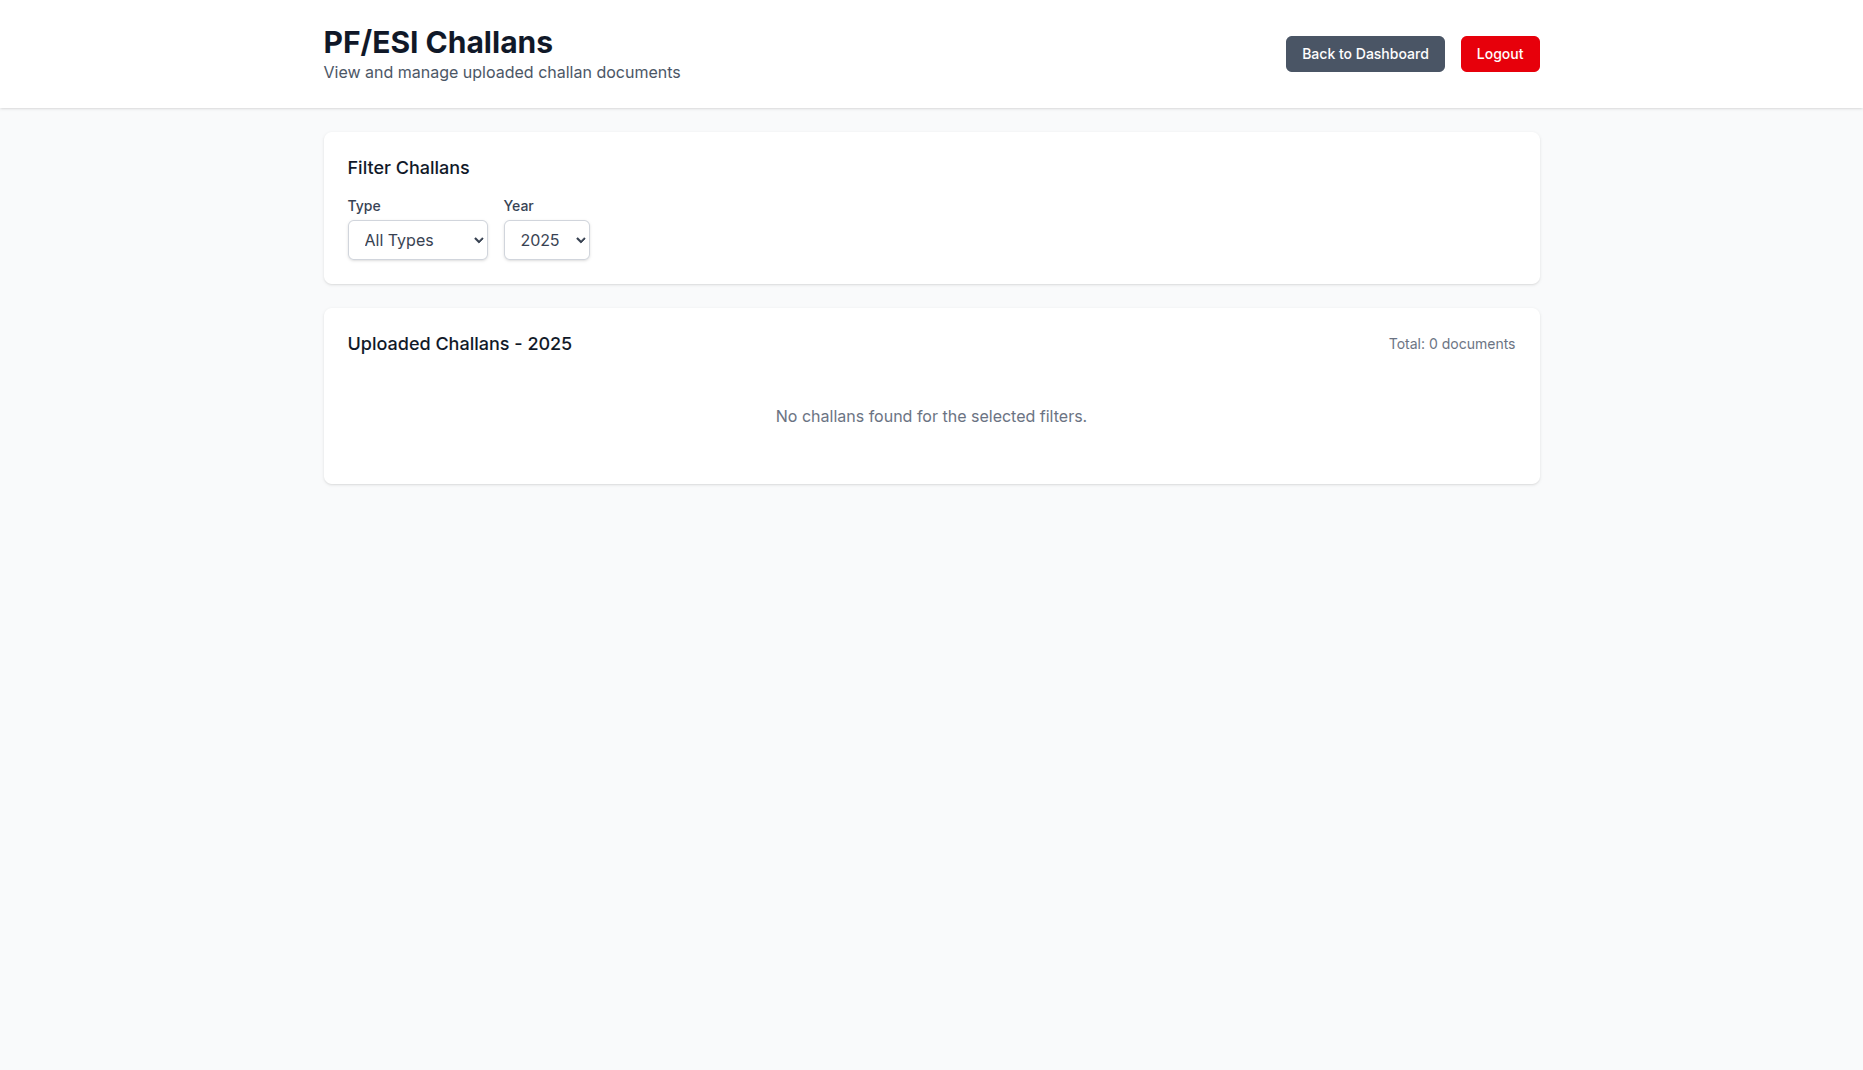 PF/ESI Challans
View and manage uploaded challan documents
Back to Dashboard
Logout
Filter Challans
Type
Year
All Types
2025
Uploaded Challans - 2025
Total: 0 documents
No challans found for the selected filters.